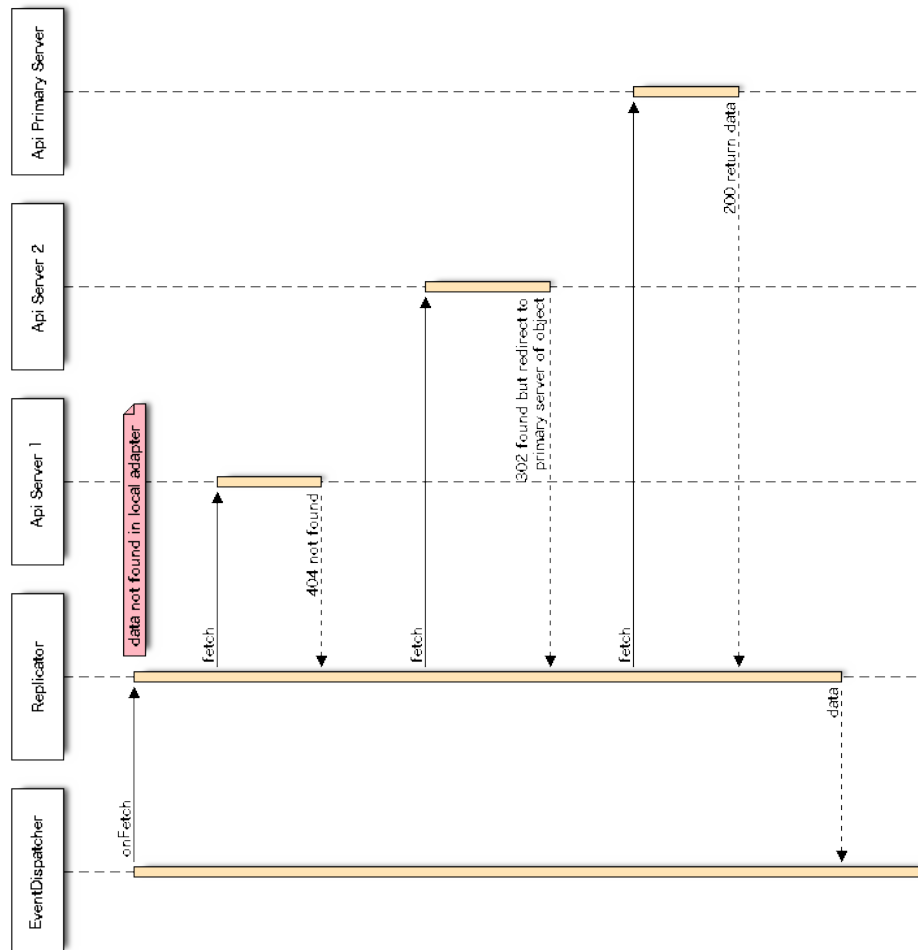 EventDispatcher
Replicator
Api Server 1
Api Server 2
Api Primary Server
onFetch
data not found in local adapter
fetch
404 not found
fetch
302 found but redirect to
primary server of object
fetch
200 return data
data